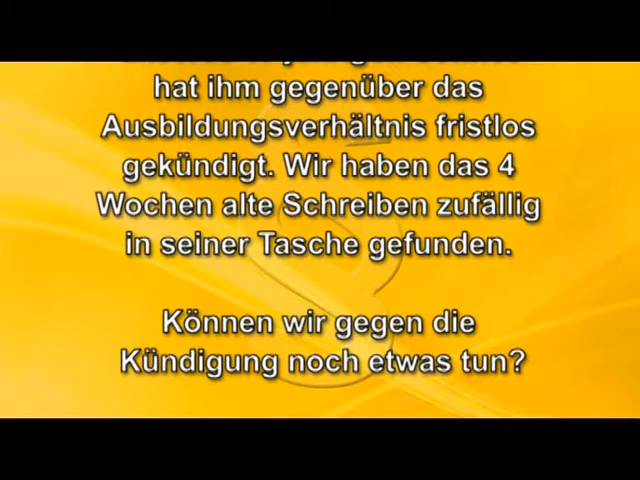 hat ihm gegenüber das
Ausbildungsverhältnis fristlos
gekündigt. Wir haben das 4
Wochen alte Schreiben zufällig
in seiner Tasche gefunden.
Können wir gegen die
Kündigung noch etwas tun?